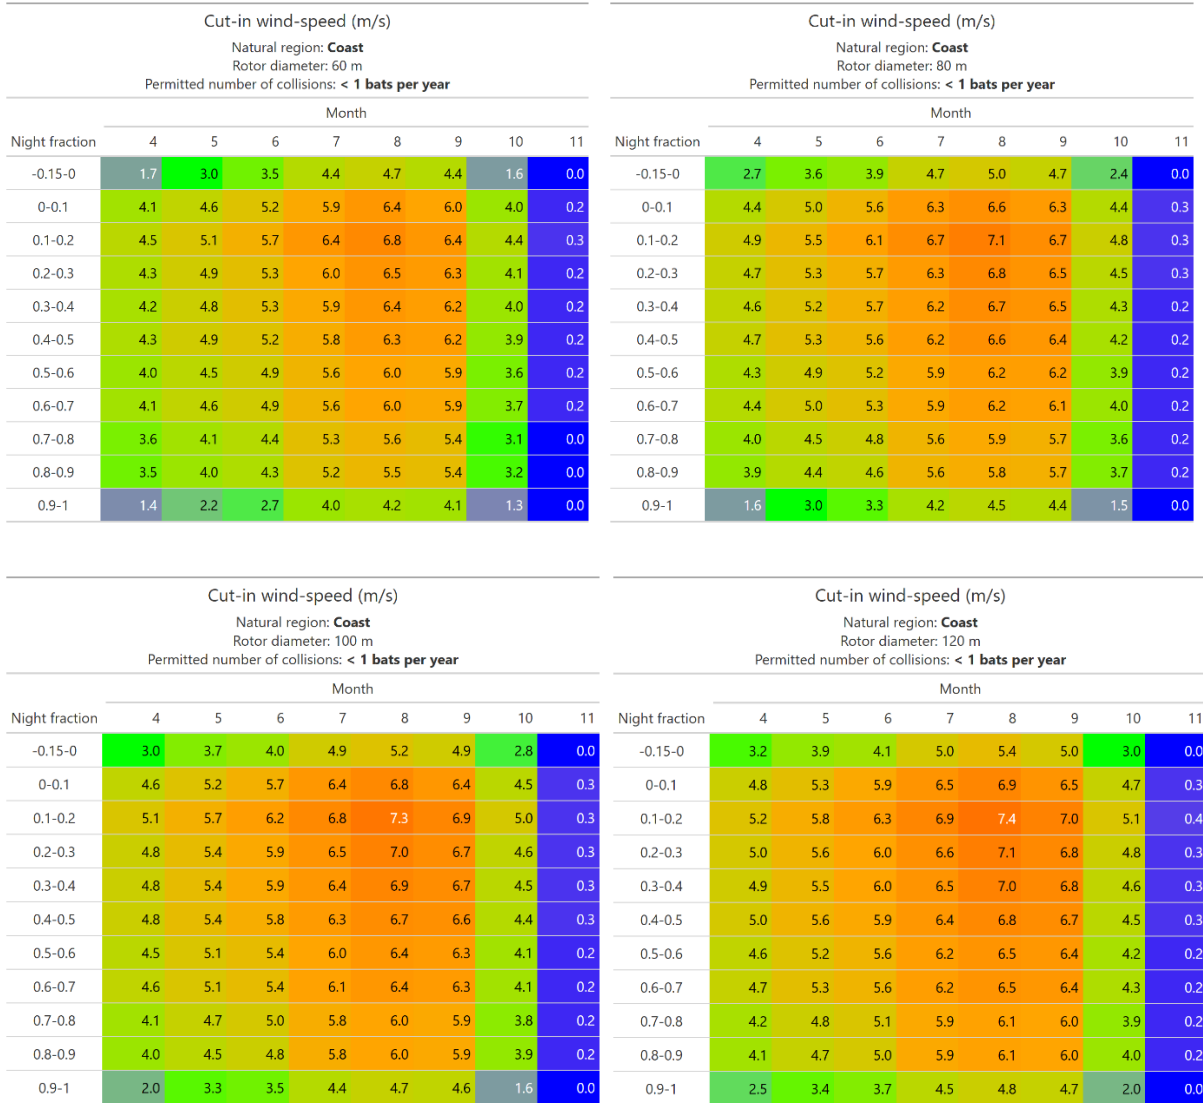 Cut-in wind-speed (m/s)
Natural region: Coast
Rotor diameter: 60 m
Permitted number of collisions: < 1 bats per year
Month
Night fraction 4 5 6 7 8 9 10 11
-0.15-0 1.7 3.0 3.5 4.4 4.7 4.4 1.6 0.0
0-0.1 4.1 4.6 5.2 5.9 6.4 6.0 4.0 0.2
0.1-0.2 4.5 5.1 5.7 6.4 6.8 6.4 4.4 0.3
0.2-0.3 4.3 4.9 5.3 6.0 6.5 6.3 4.1 0.2
0.3-0.4 4.2 4.8 5.3 5.9 6.4 6.2 4.0 0.2
0.4-0.5 4.3 4.9 5.2 5.8 6.3 6.2 3.9 0.2
0.5-0.6 4.0 4.5 4.9 5.6 6.0 5.9 3.6 0.2
0.6-0.7 4.1 4.6 4.9 5.6 6.0 5.9 3.7 0.2
0.7-0.8 3.6 4.1 4.4 5.3 5.6 5.4 3.1 0.0
0.8-0.9 3.5 4.0 4.3 5.2 5.5 5.4 3.2 0.0
0.9-1 1.4 2.2 2.7 4.0 4.2 4.1 1.3 0.0
Cut-in wind-speed (m/s)
Natural region: Coast
Rotor diameter: 80 m
Permitted number of collisions: < 1 bats per year
Month
Night fraction 4 5 6 7 8 9 10 11
-0.15-0 2.7 3.6 3.9 4.7 5.0 4.7 2.4 0.0
0-0.1 4.4 5.0 5.6 6.3 6.6 6.3 4.4 0.3
0.1-0.2 4.9 5.5 6.1 6.7 7.1 6.7 4.8 0.3
0.2-0.3 4.7 5.3 5.7 6.3 6.8 6.5 4.5 0.3
0.3-0.4 4.6 5.2 5.7 6.2 6.7 6.5 4.3 0.2
0.4-0.5 4.7 5.3 5.6 6.2 6.6 6.4 4.2 0.2
0.5-0.6 4.3 4.9 5.2 5.9 6.2 6.2 3.9 0.2
0.6-0.7 4.4 5.0 5.3 5.9 6.2 6.1 4.0 0.2
0.7-0.8 4.0 4.5 4.8 5.6 5.9 5.7 3.6 0.2
0.8-0.9 3.9 4.4 4.6 5.6 5.8 5.7 3.7 0.2
0.9-1 1.6 3.0 3.3 4.2 4.5 4.4 1.5 0.0
Cut-in wind-speed (m/s)
Natural region: Coast
Rotor diameter: 100 m
Permitted number of collisions: < 1 bats per year
Month
Night fraction 4 5 6 7 8 9 10 11
-0.15-0 3.0 3.7 4.0 4.9 5.2 4.9 2.8 0.0
0-0.1 4.6 5.2 5.7 6.4 6.8 6.4 4.5 0.3
0.1-0.2 5.1 5.7 6.2 6.8 7.3 6.9 5.0 0.3
0.2-0.3 4.8 5.4 5.9 6.5 7.0 6.7 4.6 0.3
0.3-0.4 4.8 5.4 5.9 6.4 6.9 6.7 4.5 0.3
0.4-0.5 4.8 5.4 5.8 6.3 6.7 6.6 4.4 0.3
0.5-0.6 4.5 5.1 5.4 6.0 6.4 6.3 4.1 0.2
0.6-0.7 4.6 5.1 5.4 6.1 6.4 6.3 4.1 0.2
0.7-0.8 4.1 4.7 5.0 5.8 6.0 5.9 3.8 0.2
0.8-0.9 4.0 4.5 4.8 5.8 6.0 5.9 3.9 0.2
0.9-1 2.0 3.3 3.5 4.4 4.7 4.6 1.6 0.0
Cut-in wind-speed (m/s)
Natural region: Coast
Rotor diameter: 120 m
Permitted number of collisions: < 1 bats per year
Month
Night fraction 4 5 6 7 8 9 10 11
-0.15-0 3.2 3.9 4.1 5.0 5.4 5.0 3.0 0.0
0-0.1 4.8 5.3 5.9 6.5 6.9 6.5 4.7 0.3
0.1-0.2 5.2 5.8 6.3 6.9 7.4 7.0 5.1 0.4
0.2-0.3 5.0 5.6 6.0 6.6 7.1 6.8 4.8 0.3
0.3-0.4 4.9 5.5 6.0 6.5 7.0 6.8 4.6 0.3
0.4-0.5 5.0 5.6 5.9 6.4 6.8 6.7 4.5 0.3
0.5-0.6 4.6 5.2 5.6 6.2 6.5 6.4 4.2 0.2
0.6-0.7 4.7 5.3 5.6 6.2 6.5 6.4 4.3 0.2
0.7-0.8 4.2 4.8 5.1 5.9 6.1 6.0 3.9 0.2
0.8-0.9 4.1 4.7 5.0 5.9 6.1 6.0 4.0 0.2
0.9-1 2.5 3.4 3.7 4.5 4.8 4.7 2.0 0.0